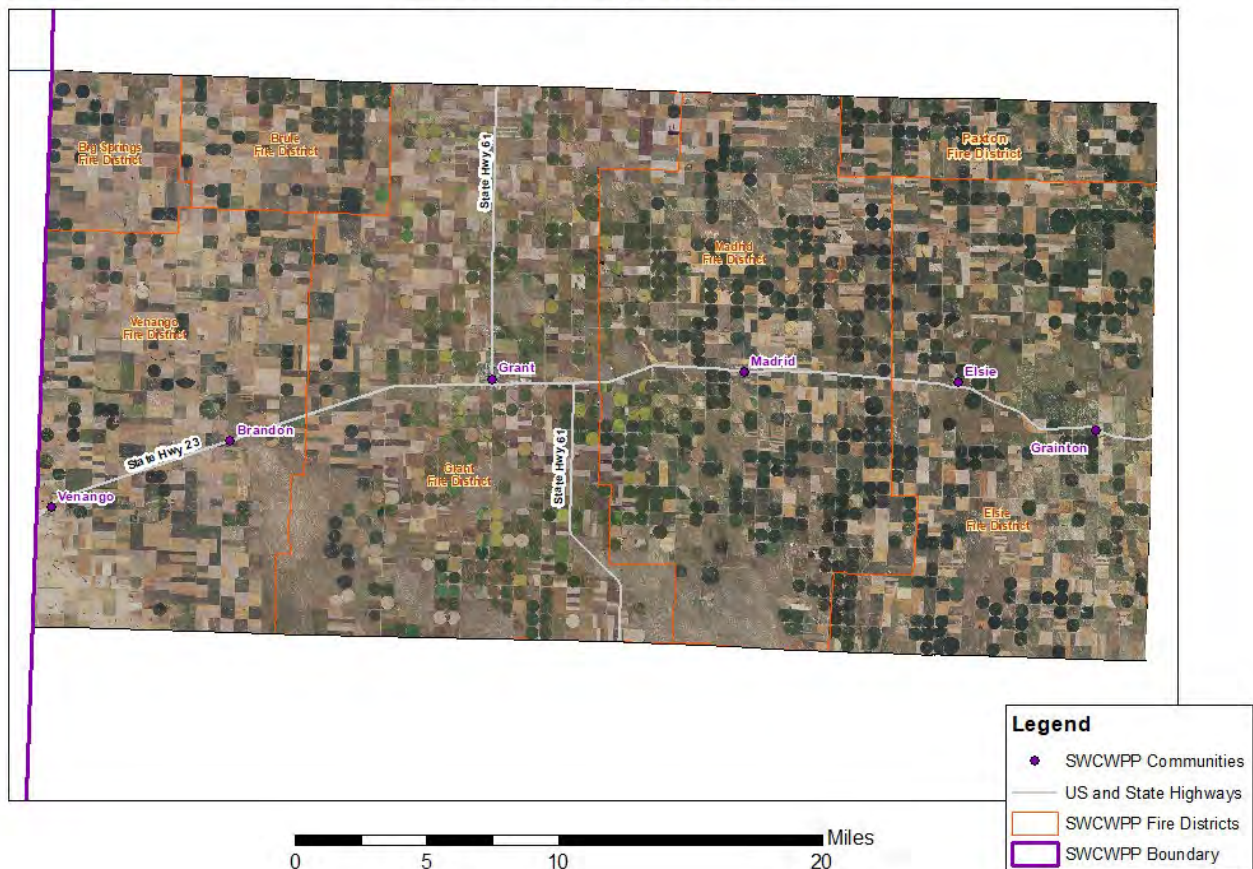 Big Springs
Fire District
Brule
Fire District
State Hwy 61
Paxton
Fire District
Madrid
Fire District
Venango
Fire District
Grant
Madrid
Elsie
Brandon
State Hwy 23
Grainton
Venango
Grant
Fire District
State Hwy 61
Elsie
Fire District
Legend
SWCWPP Communities
US and State Highways
SWCWPP Fire Districts
SWCWPP Boundary
Miles
0 5 10 20